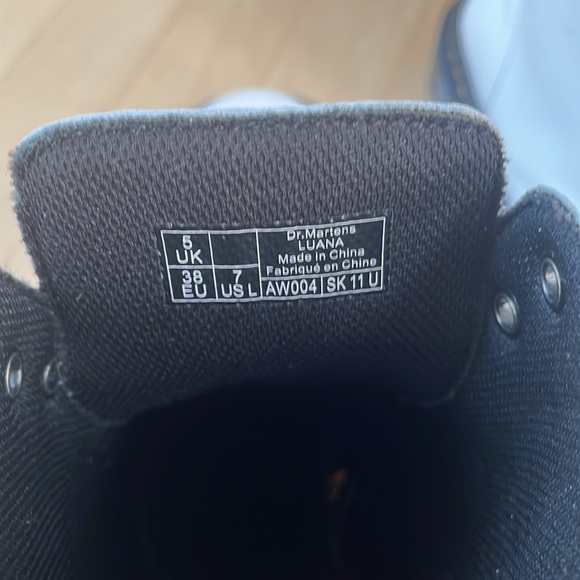 5
UK
38
EU
7
US L
Dr.Martens
LUANA
Made in China
Fabriqué en Chine
AW004
SK 11 U